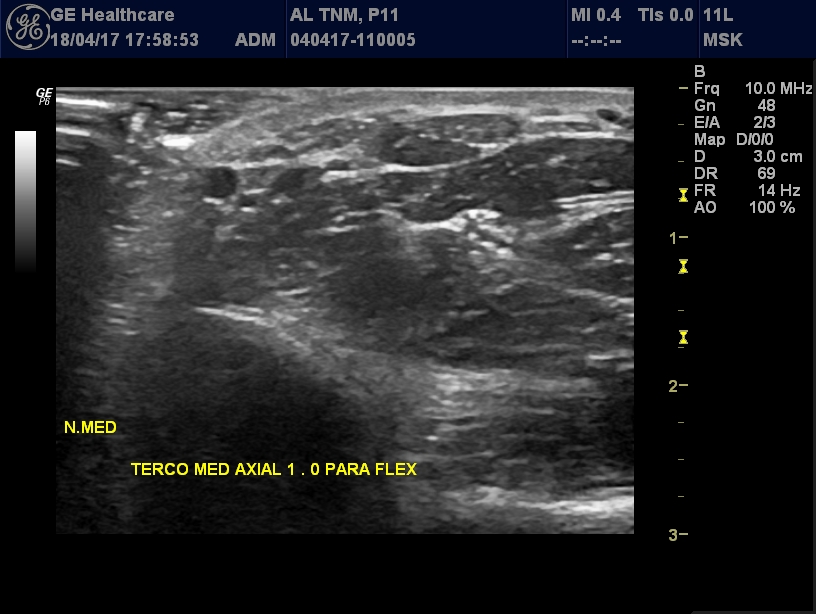 GE Healthcare
18/04/17 17:58:53 ADM
AL TNM, P11
040417-110005
MI 0.4 TIs 0.0
--:--:--
11L
MSK
GE
P6
B
Frq 10.0 MHz
Gn 48
E/A 2/3
Map D/0/0
D 3.0 cm
DR 69
FR 14 Hz
AO 100 %
1
2
3
N.MED
TERCO MED AXIAL 1 . 0 PARA FLEX